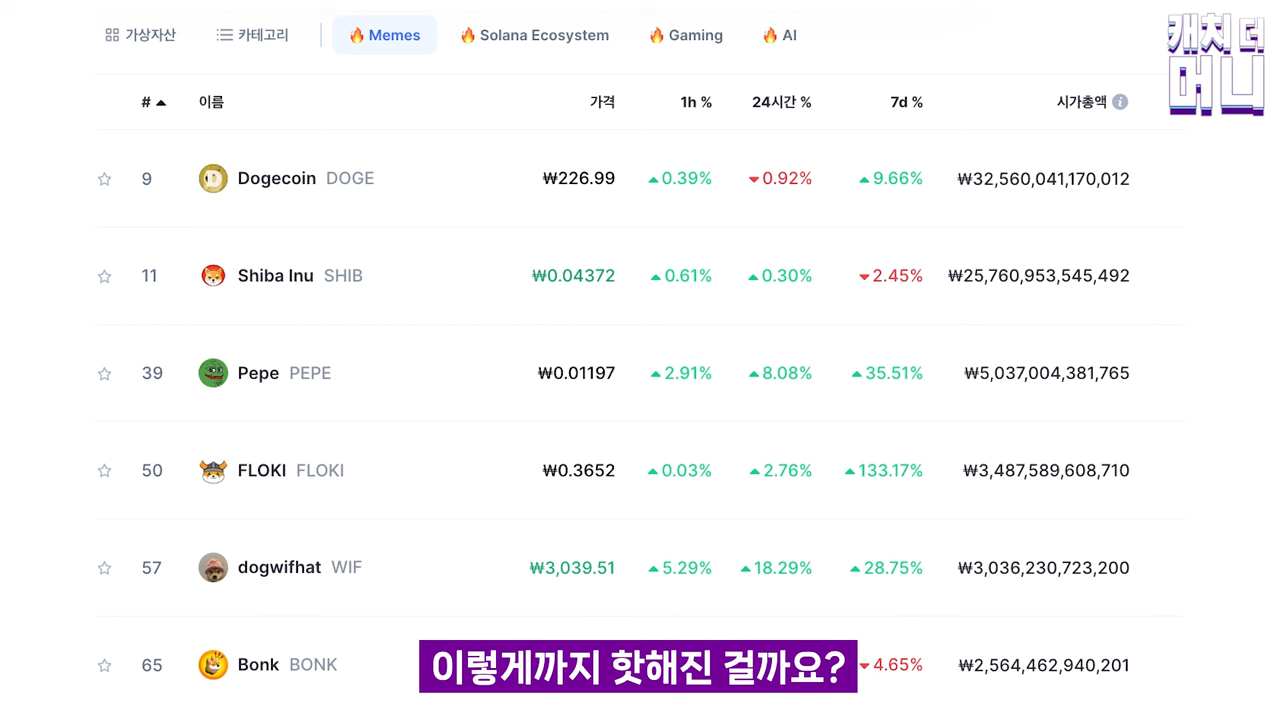 가상자산 카테고리 Memes Solana Ecosystem Gaming AI
캐치 더
머니
# 이름 가격 1h % 24시간 % 7d % 시가총액
9 Dogecoin DOGE ₩226.99 0.39% 0.92% 9.66% ₩32,560,041,170,012
11 Shiba Inu SHIB ₩0.04372 0.61% 0.30% 2.45% ₩25,760,953,545,492
39 Pepe PEPE ₩0.01197 2.91% 8.08% 35.51% ₩5,037,004,381,765
50 FLOKI FLOKI ₩0.3652 0.03% 2.76% 133.17% ₩3,487,589,608,710
57 dogwifhat WIF ₩3,039.51 5.29% 18.29% 28.75% ₩3,036,230,723,200
65 Bonk BONK 4.65% ₩2,564,462,940,201
이렇게까지 핫해진 걸까요?